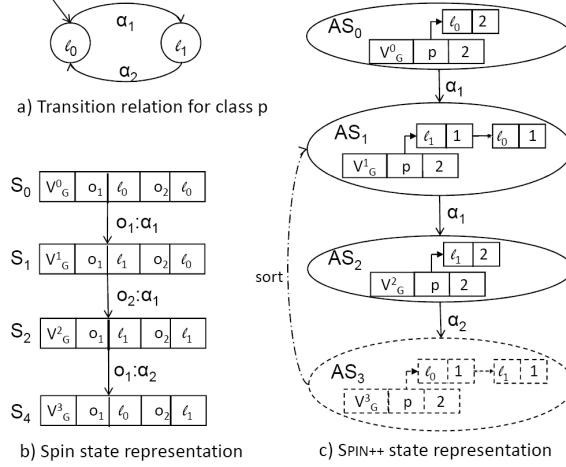 α₁
ℓ₀
ℓ₁
α₂
a) Transition relation for class p
S₀ V⁰G o₁ ℓ₀ o₂ ℓ₀
o₁:α₁
S₁ V¹G o₁ ℓ₁ o₂ ℓ₀
o₂:α₁
S₂ V²G o₁ ℓ₁ o₂ ℓ₁
o₁:α₂
S₄ V³G o₁ ℓ₀ o₂ ℓ₁
b) Spin state representation
AS₀
ℓ₀ 2
V⁰G p 2
α₁
AS₁
ℓ₁ 1 ℓ₀ 1
V¹G p 2
α₁
AS₂
ℓ₁ 2
V²G p 2
sort
α₂
AS₃
ℓ₀ 1 ℓ₁ 1
V³G p 2
c) SPIN++ state representation